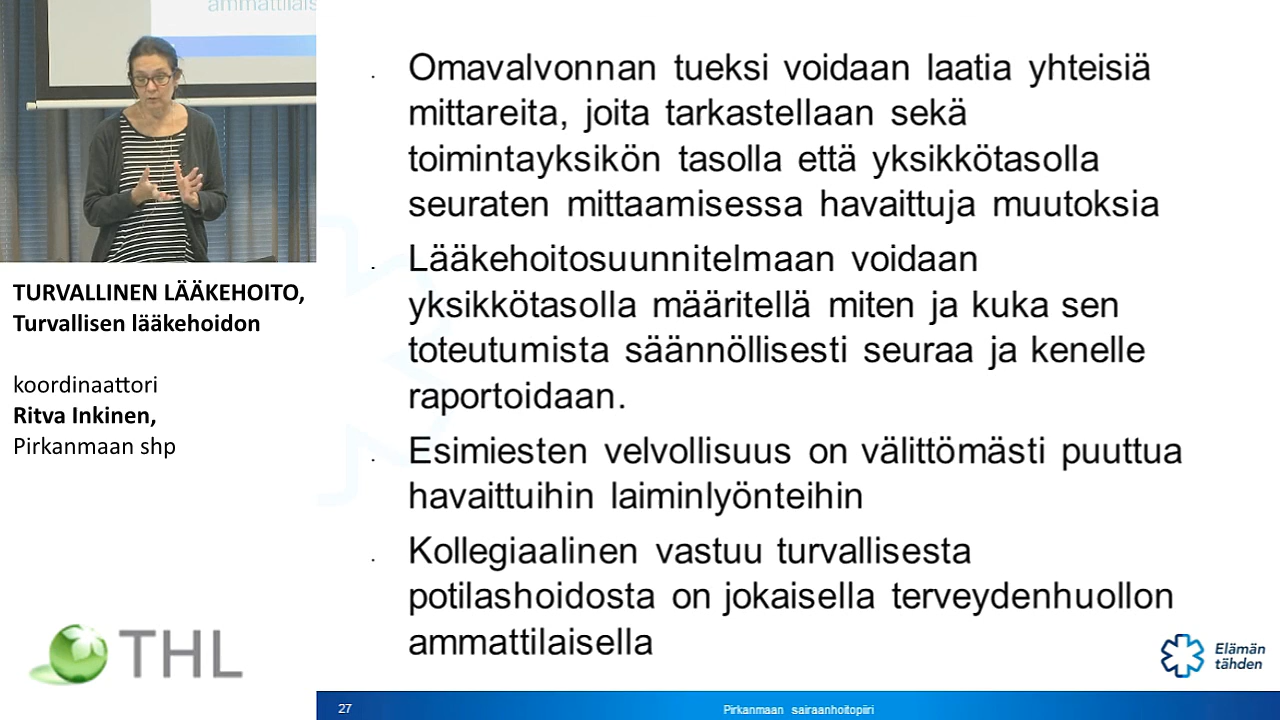 ammattilais
TURVALLINEN LÄÄKEHOITO,
Turvallisen lääkehoidon
koordinaattori
Ritva Inkinen,
Pirkanmaan shp
THL
Omavalvonnan tueksi voidaan laatia yhteisiä
mittareita, joita tarkastellaan sekä
toimintayksikön tasolla että yksikkötasolla
seuraten mittaamisessa havaittuja muutoksia
Lääkehoitosuunnitelmaan voidaan
yksikkötasolla määritellä miten ja kuka sen
toteutumista säännöllisesti seuraa ja kenelle
raportoidaan.
Esimiesten velvollisuus on välittömästi puuttua
havaittuihin laiminlyönteihin
Kollegiaalinen vastuu turvallisesta
potilashoidosta on jokaisella terveydenhuollon
ammattilaisella
Elämän
tähden
27
Pirkanmaan sairaanhoitopiiri